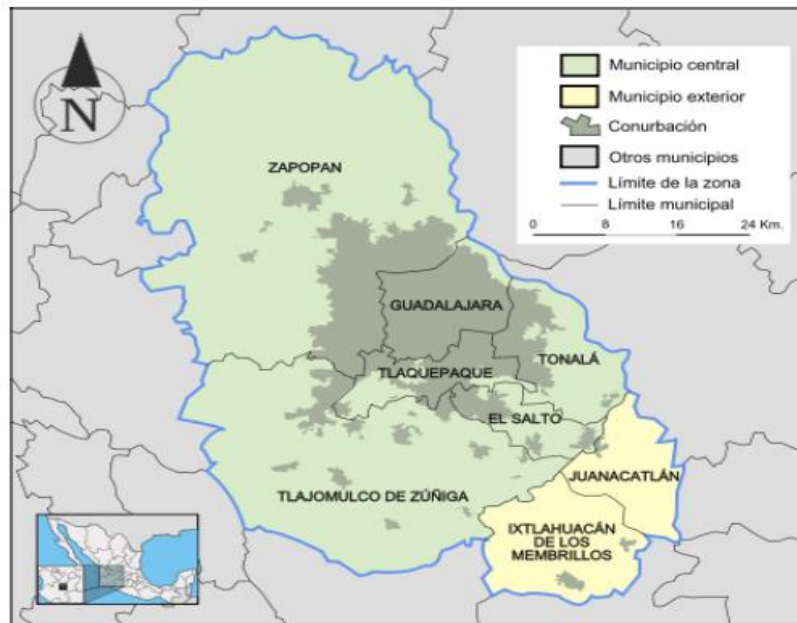 N
Municipio central
Municipio exterior
Conurbación
Otros municipios
Límite de la zona
Límite municipal
0 8 16 24 Km.
ZAPOPAN
GUADALAJARA
TLAQUEPAQUE
TONALÁ
EL SALTO
JUANACATLÁN
TLAJOMULCO DE ZÚÑIGA
IXTLAHUACÁN
DE LOS
MEMBRILLOS